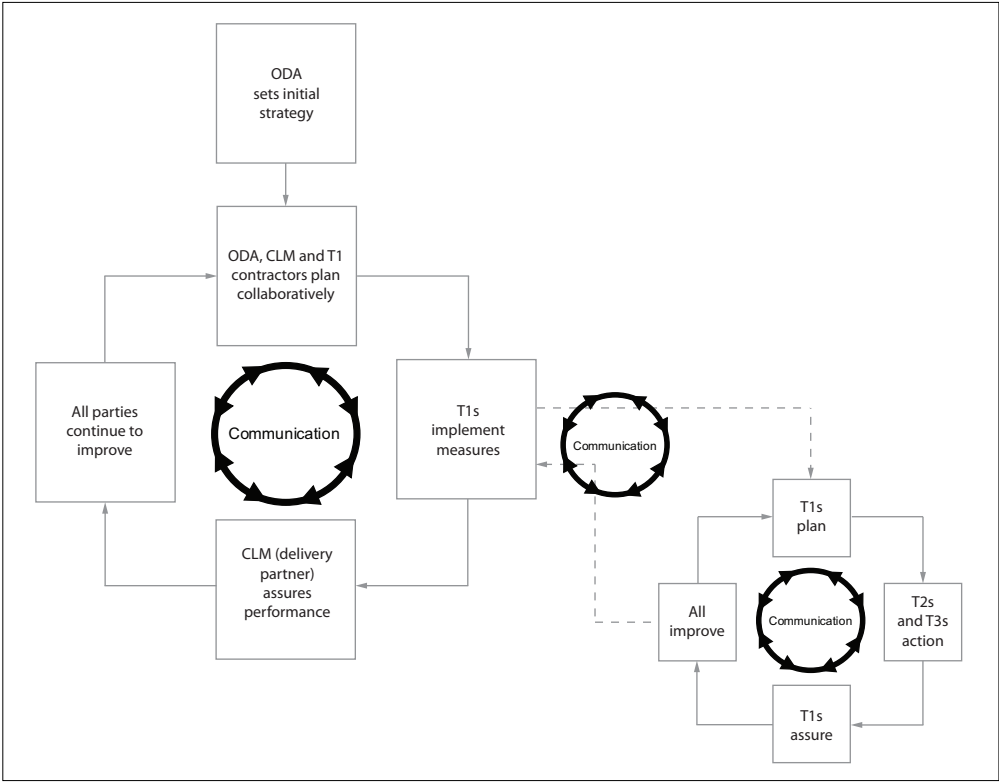 ODA
sets initial
strategy
ODA, CLM and T1
contractors plan
collaboratively
All parties
continue to
improve
Communication
T1s
implement
measures
Communication
CLM (delivery
partner)
assures
performance
T1s
plan
All
improve
Communication
T2s
and T3s
action
T1s
assure